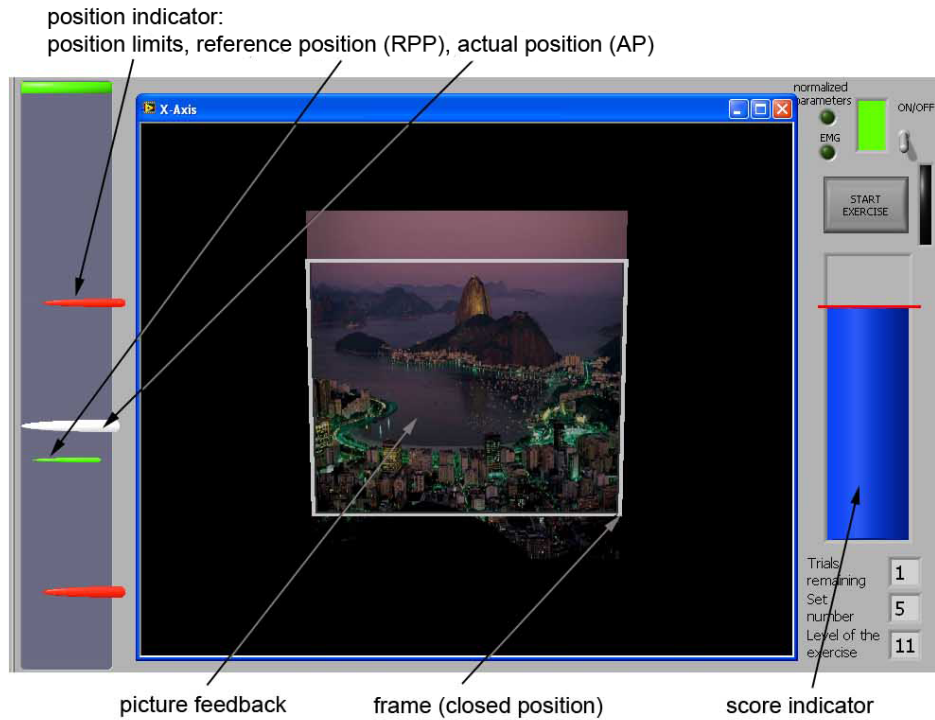 position indicator:
position limits, reference position (RPP), actual position (AP)
X-Axis
normalized
parameters
ON/OFF
EMG
START
EXERCISE
Trials
remaining
1
Set
number
5
Level of the
exercise
11
picture feedback
frame (closed position)
score indicator